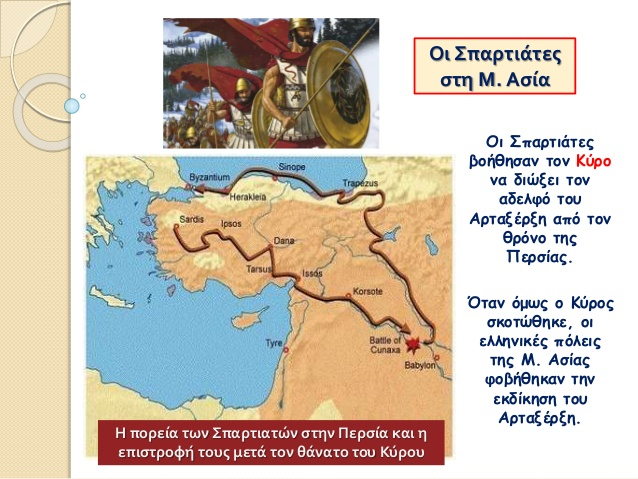 Οι Σπαρτιάτες
στη Μ. Ασία
Οι Σπαρτιάτες
βοήθησαν τον Κύρο
να διώξει τον
αδελφό του
Αρταξέρξη από τον
θρόνο της
Περσίας.
Όταν όμως ο Κύρος
σκοτώθηκε, οι
ελληνικές πόλεις
της Μ. Ασίας
φοβήθηκαν την
εκδίκηση του
Αρταξέρξη.
Sinope
Byzantium
Trapezus
Herakleia
Sardis
Ipsos
Dana
Tarsus
Issos
Korsote
Tyre
Battle of
Cunaxa
Babylon
Η πορεία των Σπαρτιατών στην Περσία και η
επιστροφή τους μετά τον θάνατο του Κύρου